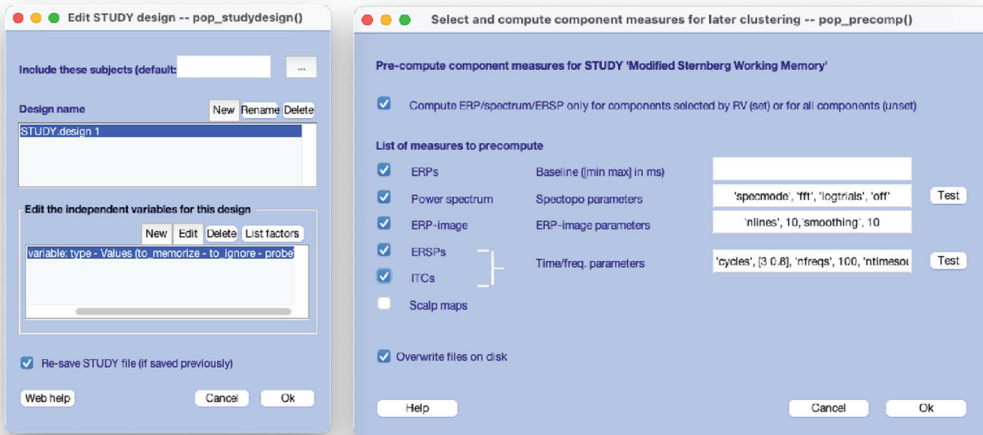 Edit STUDY design -- pop_studydesign()
Include these subjects (default:
...
Design name
New Rename Delete
STUDY.design 1
Edit the independent variables for this design
New Edit Delete List factors
variable: type - Values (to_memorize - to_ignore - probe
Re-save STUDY file (if saved previously)
Web help Cancel Ok
Select and compute component measures for later clustering -- pop_precomp()
Pre-compute component measures for STUDY 'Modified Sternberg Working Memory'
Compute ERP/spectrum/ERSP only for components selected by RV (set) or for all components (unset)
List of measures to precompute
ERPs Baseline ([min max] in ms)
Power spectrum Spectopo parameters 'specmode', 'fft', 'logtrials', 'off' Test
ERP-image ERP-image parameters 'nlines', 10,'smoothing', 10
ERSPs
Time/freq. parameters 'cycles', [3 0.8], 'nfreqs', 100, 'ntimesou Test
ITCs
Scalp maps
Overwrite files on disk
Help Cancel Ok